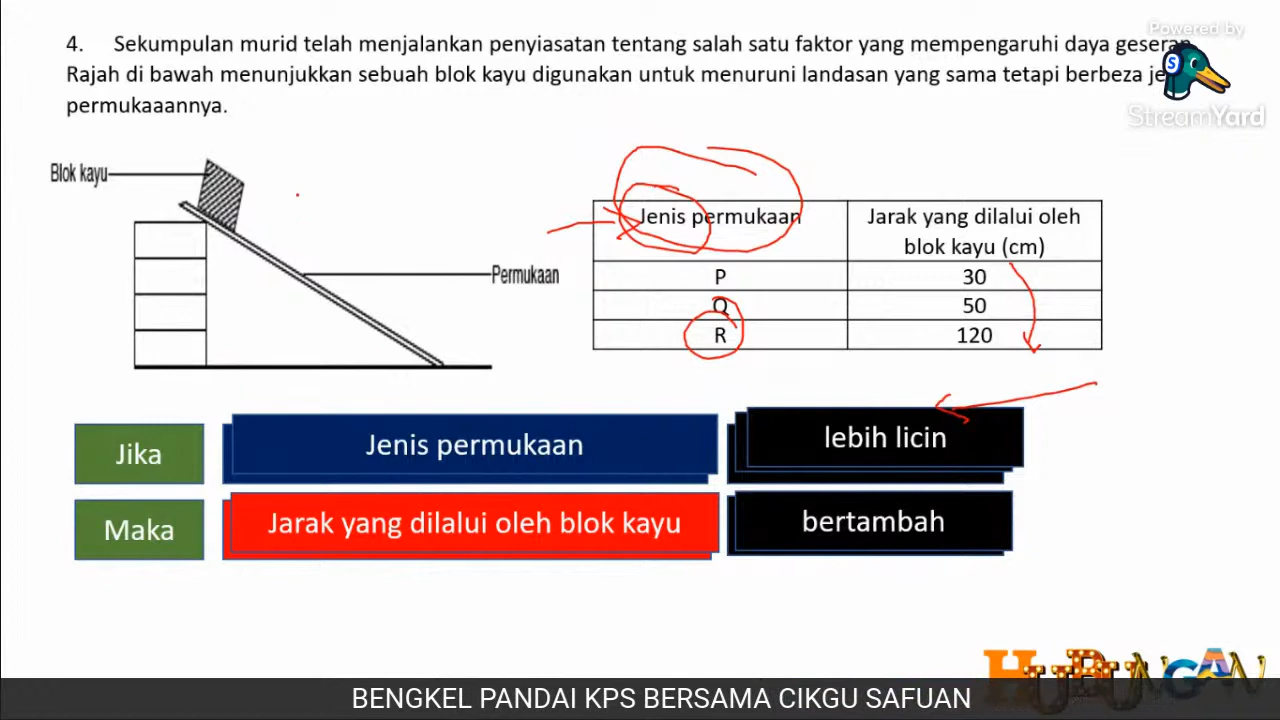 Powered by
StreamYard
4. Sekumpulan murid telah menjalankan penyiasatan tentang salah satu faktor yang mempengaruhi daya geseran.
Rajah di bawah menunjukkan sebuah blok kayu digunakan untuk menuruni landasan yang sama tetapi berbeza
permukaaannya.
Blok kayu
Permukaan
Jenis permukaan
Jarak yang dilalui oleh
blok kayu (cm)
P 30
Q 50
R 120
Jika Jenis permukaan lebih licin
Maka Jarak yang dilalui oleh blok kayu bertambah
HUBUNGAN
BENGKEL PANDAI KPS BERSAMA CIKGU SAFUAN